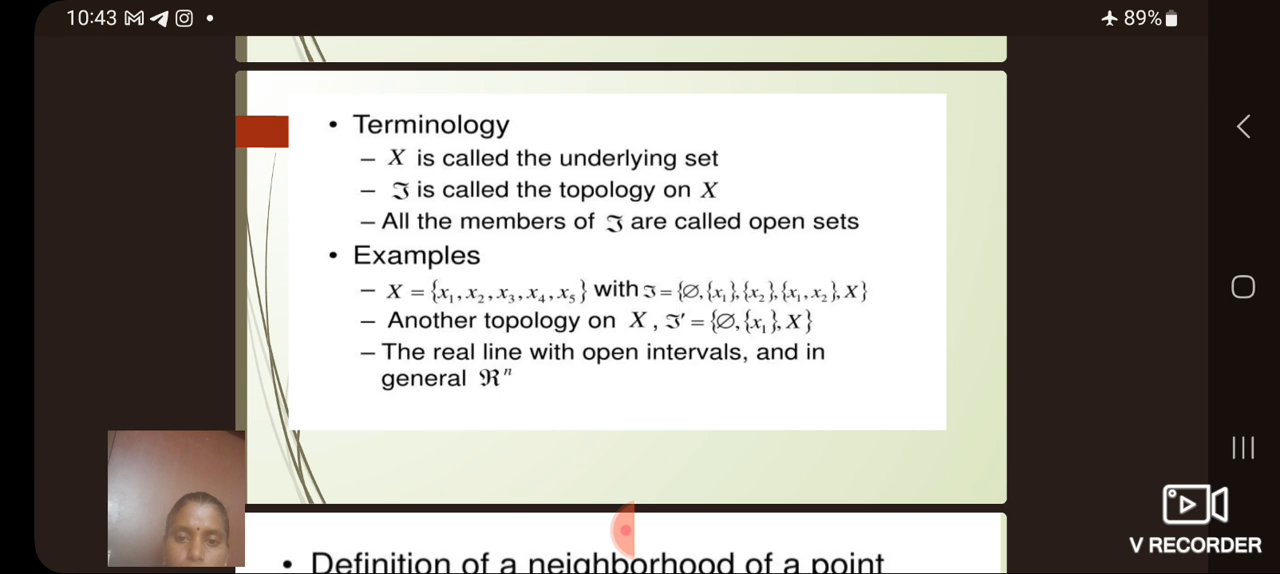 10:43
89%
• Terminology
– X is called the underlying set
– ℑ is called the topology on X
– All the members of ℑ are called open sets
• Examples
– X = {x₁, x₂, x₃, x₄, x₅} with ℑ = {∅, {x₁}, {x₂}, {x₁, x₂}, X}
– Another topology on X , ℑ′ = {∅, {x₁}, X}
– The real line with open intervals, and in
general ℜⁿ
• Definition of a neighborhood of a point
V RECORDER